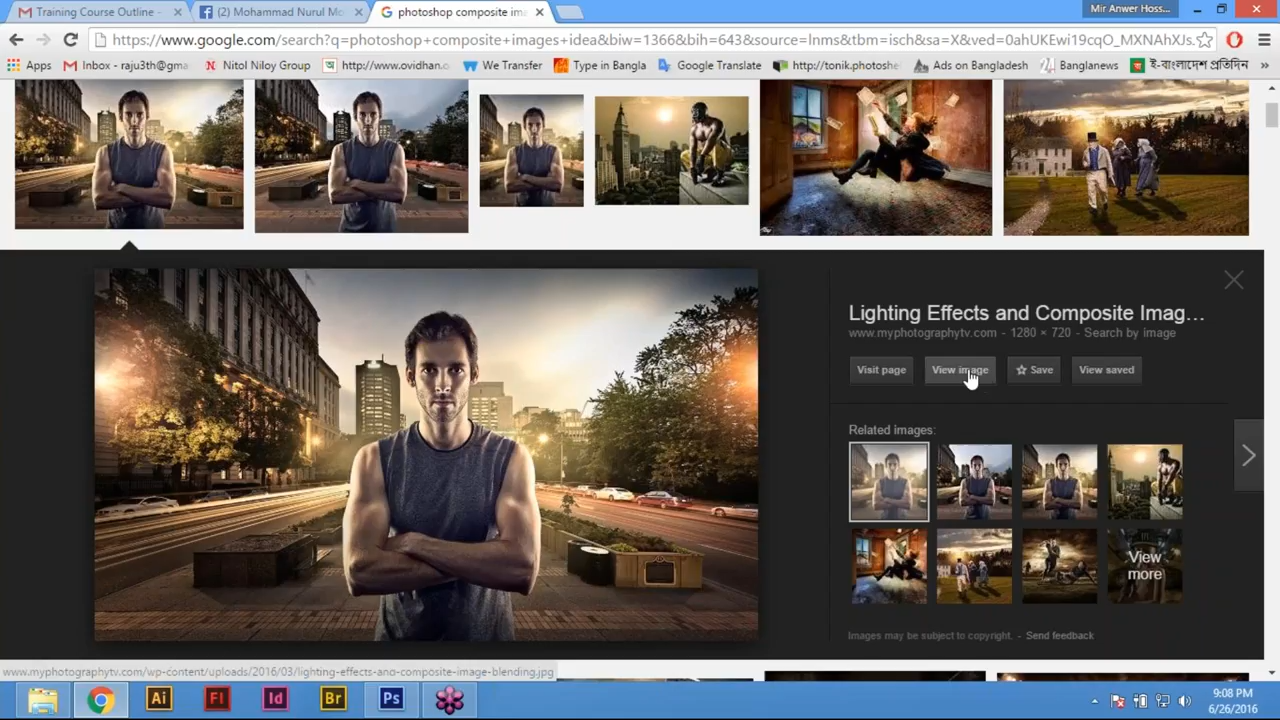 Training Course Outline -
(2) Mohammad Nurul Mo
photoshop composite im
Mir Anwer Hoss...
https://www.google.com/search?q=photoshop+composite+images+idea&biw=1366&bih=643&source=lnms&tbm=isch&sa=X&ved=0ahUKEwi19cqO_MXNAhXJs
Apps
Inbox - raju3th@gma
Nitol Niloy Group
http://www.ovidhan.
We Transfer
Type in Bangla
Google Translate
http://tonik.photoshe
Ads on Bangladesh
Banglanews
ই-বাংলাদেশ প্রতিদিন
»
Lighting Effects and Composite Imag...
www.myphotographytv.com - 1280 × 720 - Search by image
Visit page
View image
Save
View saved
Related images:
View
more
Images may be subject to copyright. - Send feedback
www.myphotographytv.com/wp-content/uploads/2016/03/lighting-effects-and-composite-image-blending.jpg
Ai
Fl
Id
Br
Ps
9:08 PM
6/26/2016